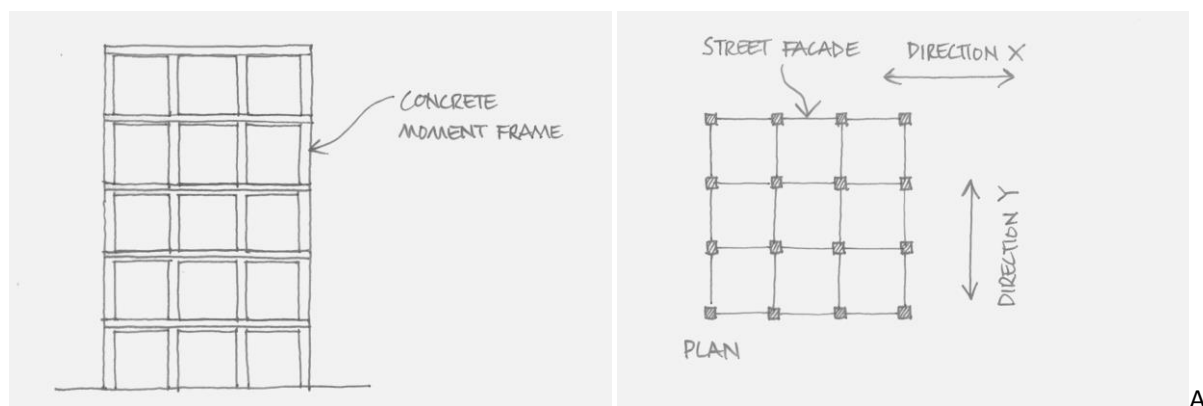 CONCRETE
MOMENT FRAME
STREET FACADE
DIRECTION X
DIRECTION Y
PLAN
A